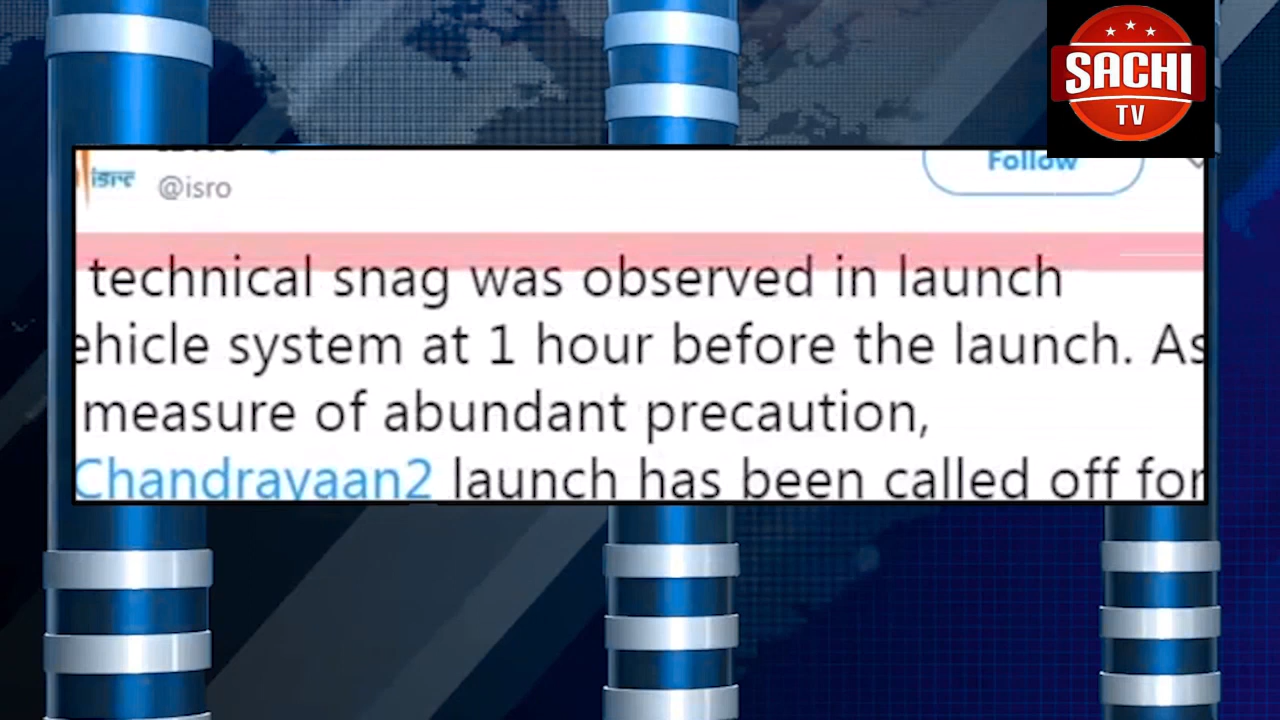 SACHI
TV
isro
@isro
Follow
technical snag was observed in launch
ehicle system at 1 hour before the launch. As
measure of abundant precaution,
Chandrayaan2 launch has been called off for